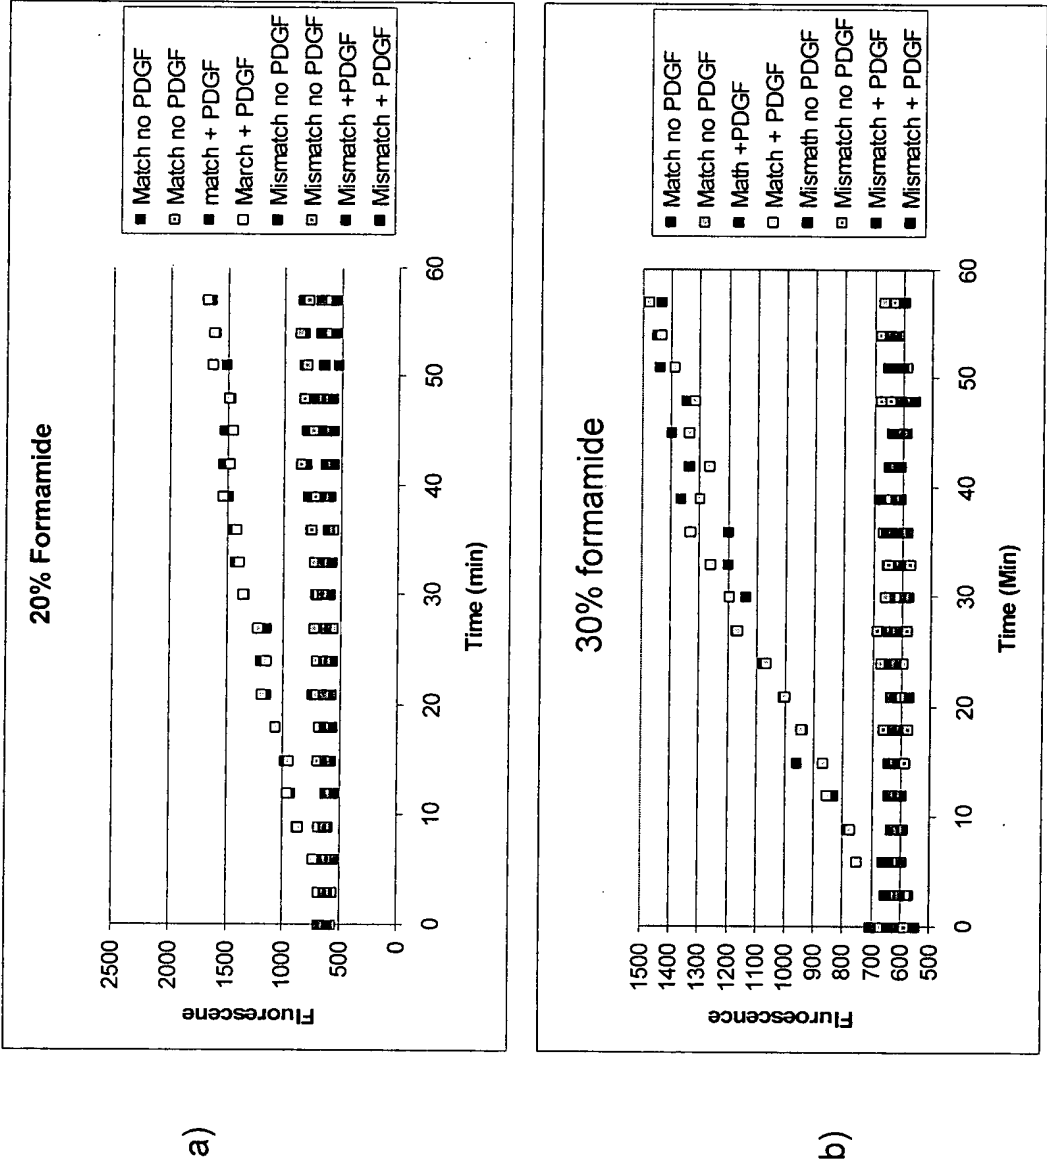 a)
20% Formamide
Fluorescene
2500
2000
1500
1000
500
0
0
10
20
30
40
50
60
Time (min)
Match no PDGF
Match no PDGF
match + PDGF
March + PDGF
Mismatch no PDGF
Mismatch no PDGF
Mismatch +PDGF
Mismatch + PDGF
b)
30% formamide
Fluroescence
1500
1400
1300
1200
1100
1000
900
800
700
600
500
0
10
20
30
40
50
60
Time (Min)
Match no PDGF
Match no PDGF
Math +PDGF
Match + PDGF
Mismath no PDGF
Mismatch no PDGF
Mismatch + PDGF
Mismatch + PDGF